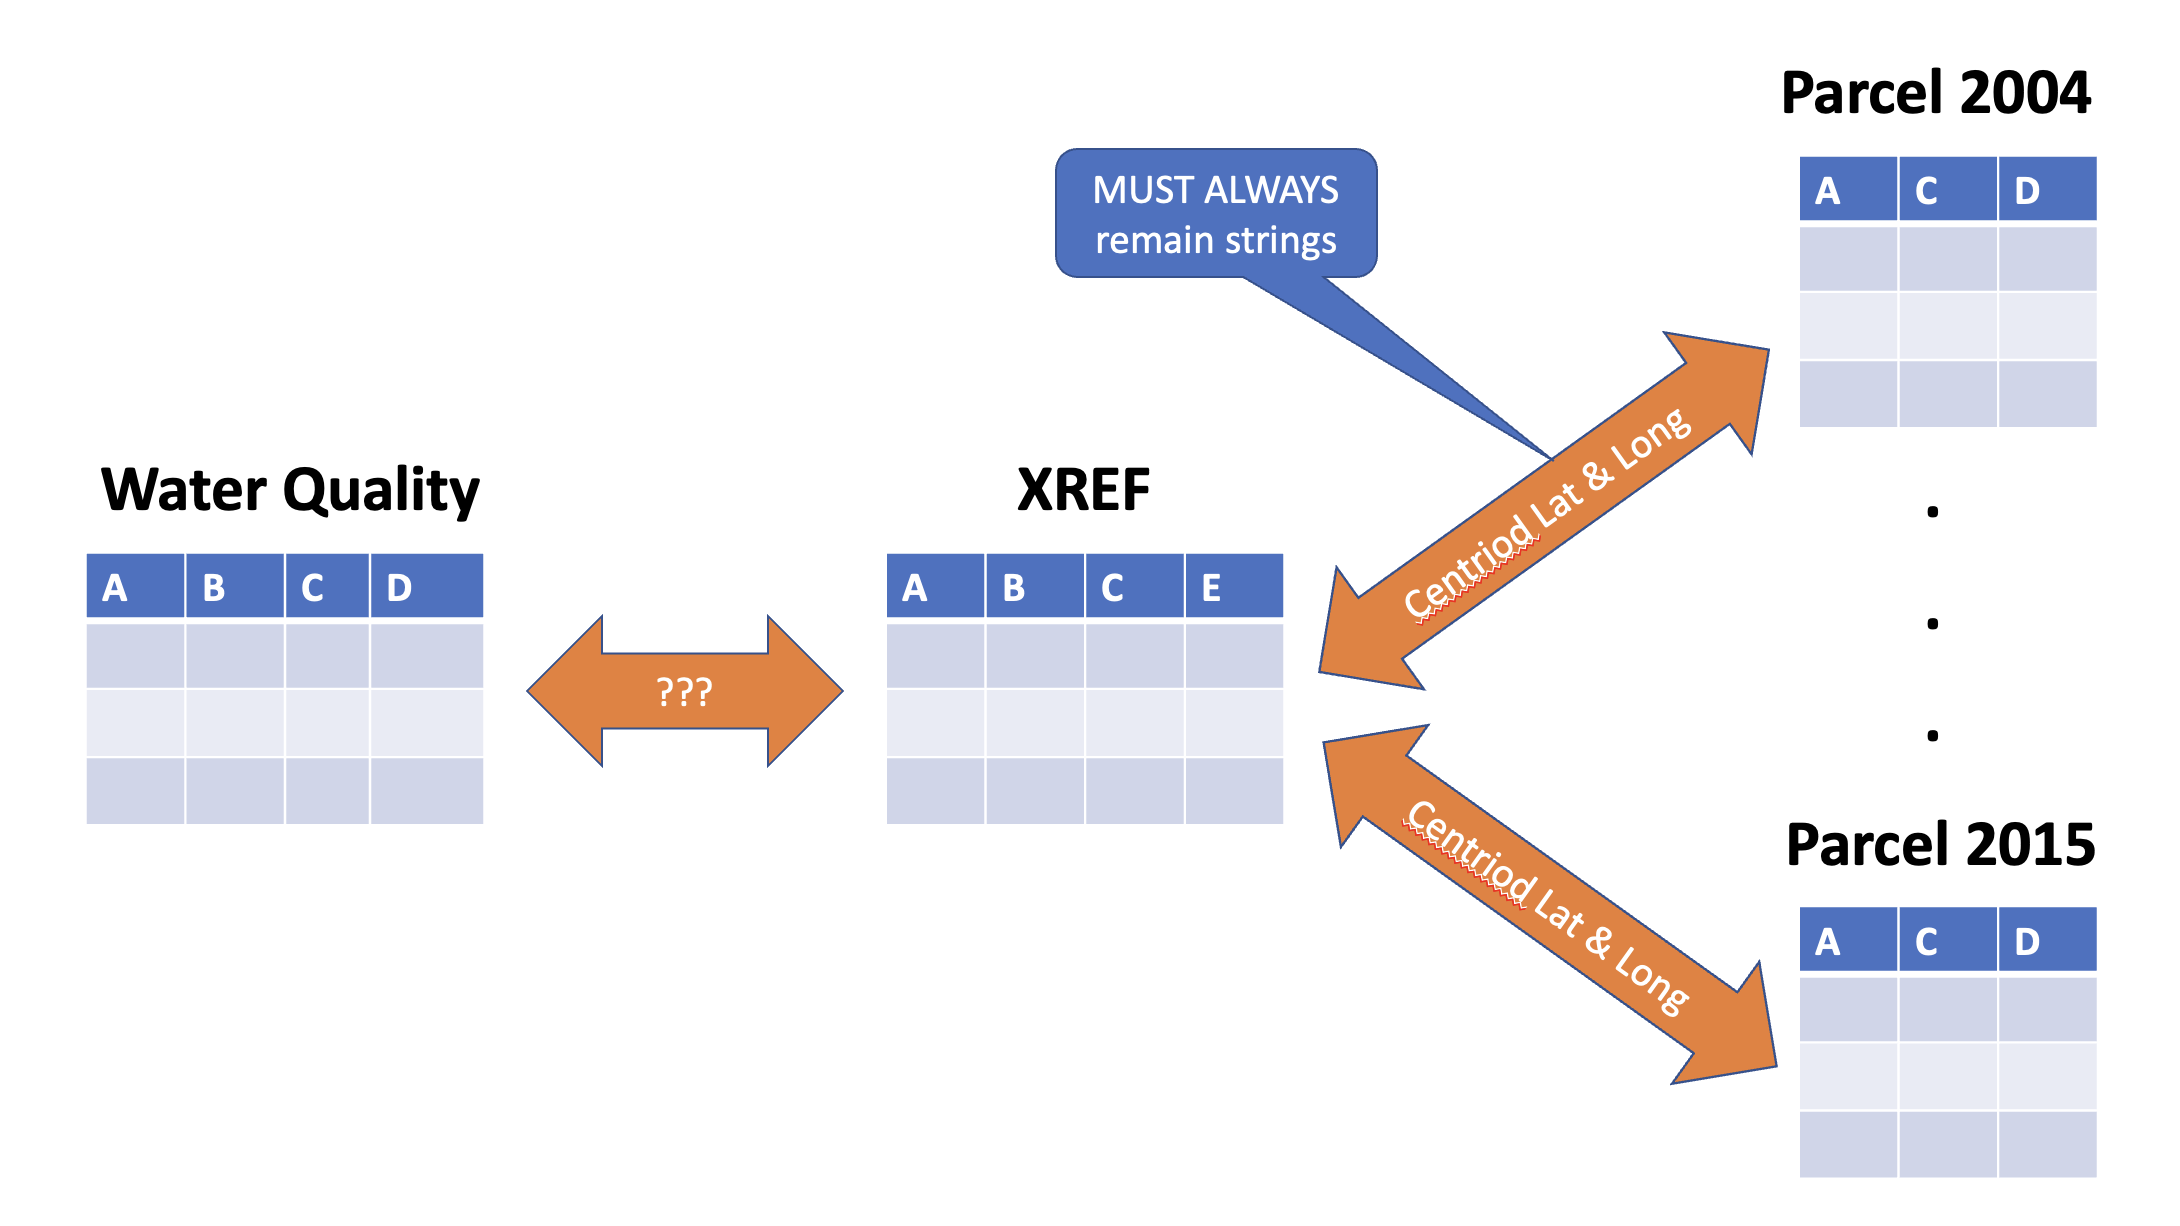 Parcel 2004
A C D
MUST ALWAYS
remain strings
Centriod Lat & Long
Water Quality
A B C D
???
XREF
A B C E
.
.
.
Centriod Lat & Long
Parcel 2015
A C D